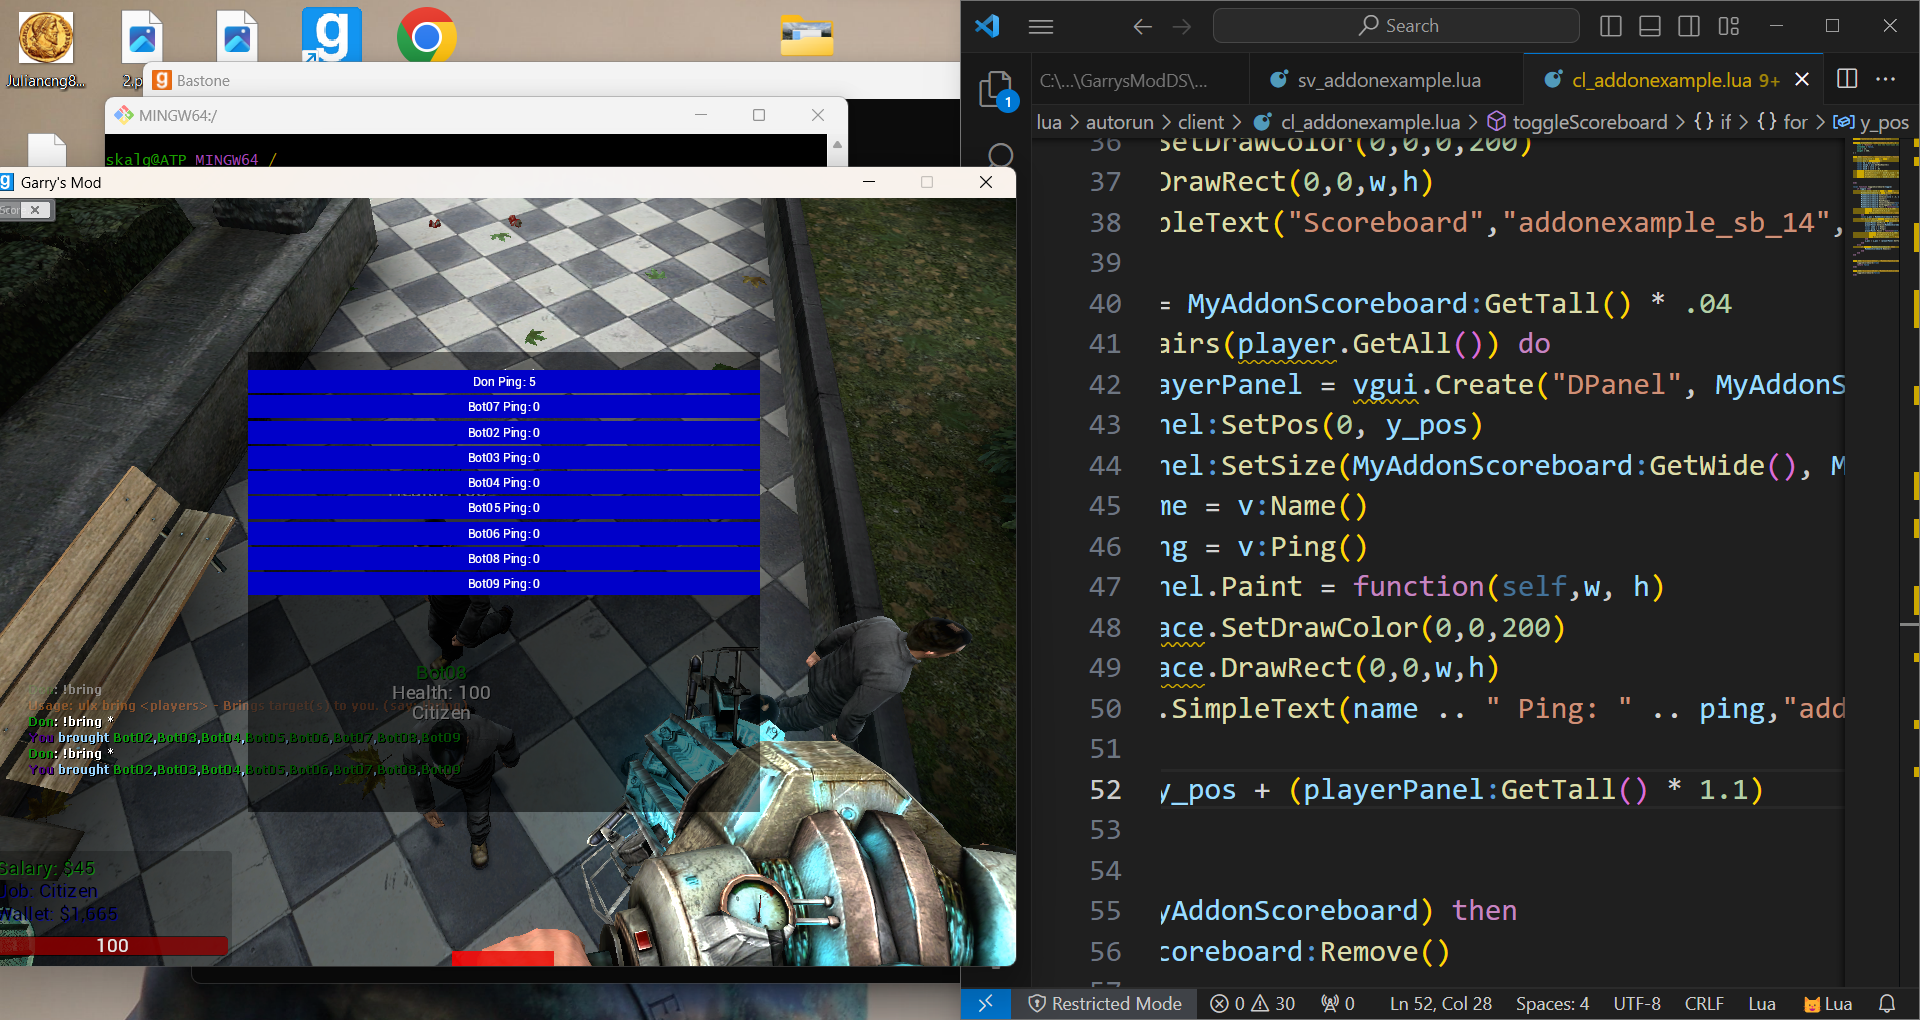 Juliancng8...
2.p
Bastone
MINGW64:/
skalg@ATP MINGW64 /
Garry's Mod
Scor
Don Ping: 5
Bot07 Ping: 0
Bot02 Ping: 0
Bot03 Ping: 0
Bot04 Ping: 0
Bot05 Ping: 0
Bot06 Ping: 0
Bot08 Ping: 0
Bot09 Ping: 0
Bot08
Health: 100
Citizen
: !bring
Usage: ulx bring <players> - Brings target(s) to you. (say: !bring)
Don: !bring *
You brought Bot02,Bot03,Bot04,Bot05,Bot06,Bot07,Bot08,Bot09
Don: !bring *
You brought Bot02,Bot03,Bot04,Bot05,Bot06,Bot07,Bot08,Bot09
Salary: $45
Job: Citizen
Wallet: $1,665
100
Search
1
C:\...\GarrysModDS\...
sv_addonexample.lua
cl_addonexample.lua 9+
lua > autorun > client > cl_addonexample.lua > toggleScoreboard > {} if > {} for > y_pos
36 SetDrawColor(0,0,0,200)
37 DrawRect(0,0,w,h)
38 pleText("Scoreboard","addonexample_sb_14",
39
40 = MyAddonScoreboard:GetTall() * .04
41 airs(player.GetAll()) do
42 ayerPanel = vgui.Create("DPanel", MyAddonS
43 nel:SetPos(0, y_pos)
44 nel:SetSize(MyAddonScoreboard:GetWide(), M
45 me = v:Name()
46 ng = v:Ping()
47 nel.Paint = function(self,w, h)
48 ace.SetDrawColor(0,0,200)
49 ace.DrawRect(0,0,w,h)
50 .SimpleText(name .. " Ping: " .. ping,"add
51
52 y_pos + (playerPanel:GetTall() * 1.1)
53
54
55 yAddonScoreboard) then
56 coreboard:Remove()
57
Restricted Mode 0 30 0 Ln 52, Col 28 Spaces: 4 UTF-8 CRLF Lua Lua